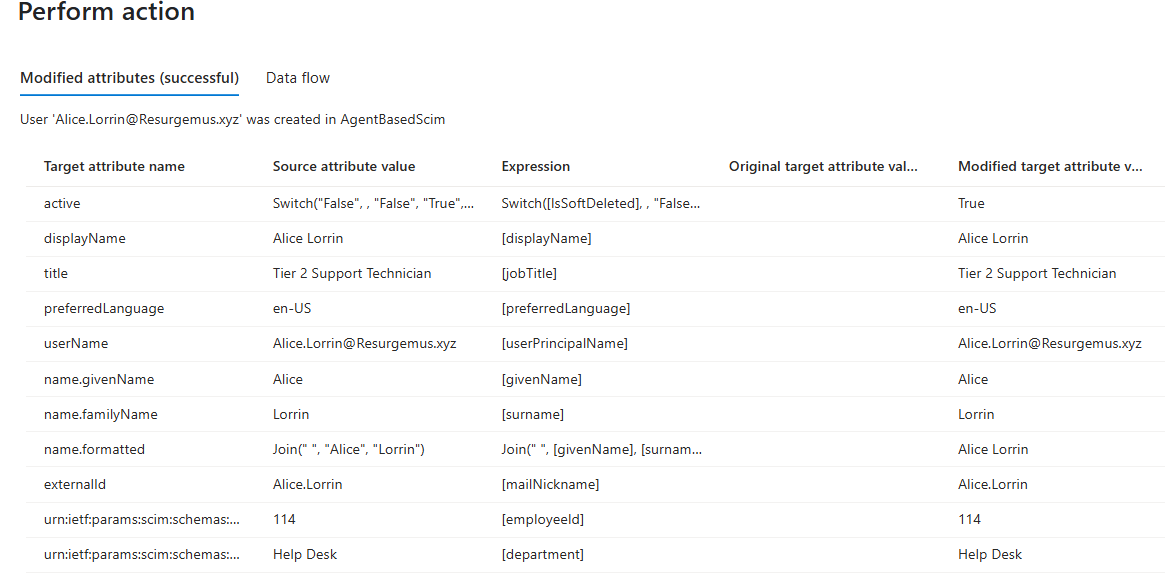 Perform action
Modified attributes (successful) Data flow
User 'Alice.Lorrin@Resurgemus.xyz' was created in AgentBasedScim
Target attribute name Source attribute value Expression Original target attribute val... Modified target attribute v...
active Switch("False", , "False", "True",... Switch([IsSoftDeleted], , "False... True
displayName Alice Lorrin [displayName] Alice Lorrin
title Tier 2 Support Technician [jobTitle] Tier 2 Support Technician
preferredLanguage en-US [preferredLanguage] en-US
userName Alice.Lorrin@Resurgemus.xyz [userPrincipalName] Alice.Lorrin@Resurgemus.xyz
name.givenName Alice [givenName] Alice
name.familyName Lorrin [surname] Lorrin
name.formatted Join(" ", "Alice", "Lorrin") Join(" ", [givenName], [surnam... Alice Lorrin
externalId Alice.Lorrin [mailNickname] Alice.Lorrin
urn:ietf:params:scim:schemas:... 114 [employeeId] 114
urn:ietf:params:scim:schemas:... Help Desk [department] Help Desk